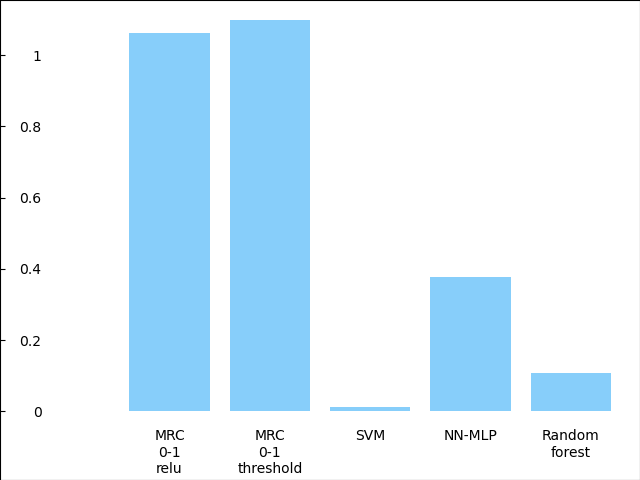 1
0.8
0.6
0.4
0.2
0
MRC
0-1
relu
MRC
0-1
threshold
SVM
NN-MLP
Random
forest